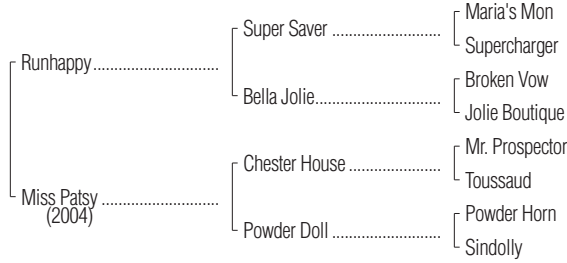 Maria's Mon
Super Saver ......................
Supercharger
Runhappy..........................
Broken Vow
Bella Jolie..........................
Jolie Boutique
Mr. Prospector
Chester House ...................
Toussaud
Miss Patsy ........................
(2004)
Powder Horn
Powder Doll ......................
Sindolly